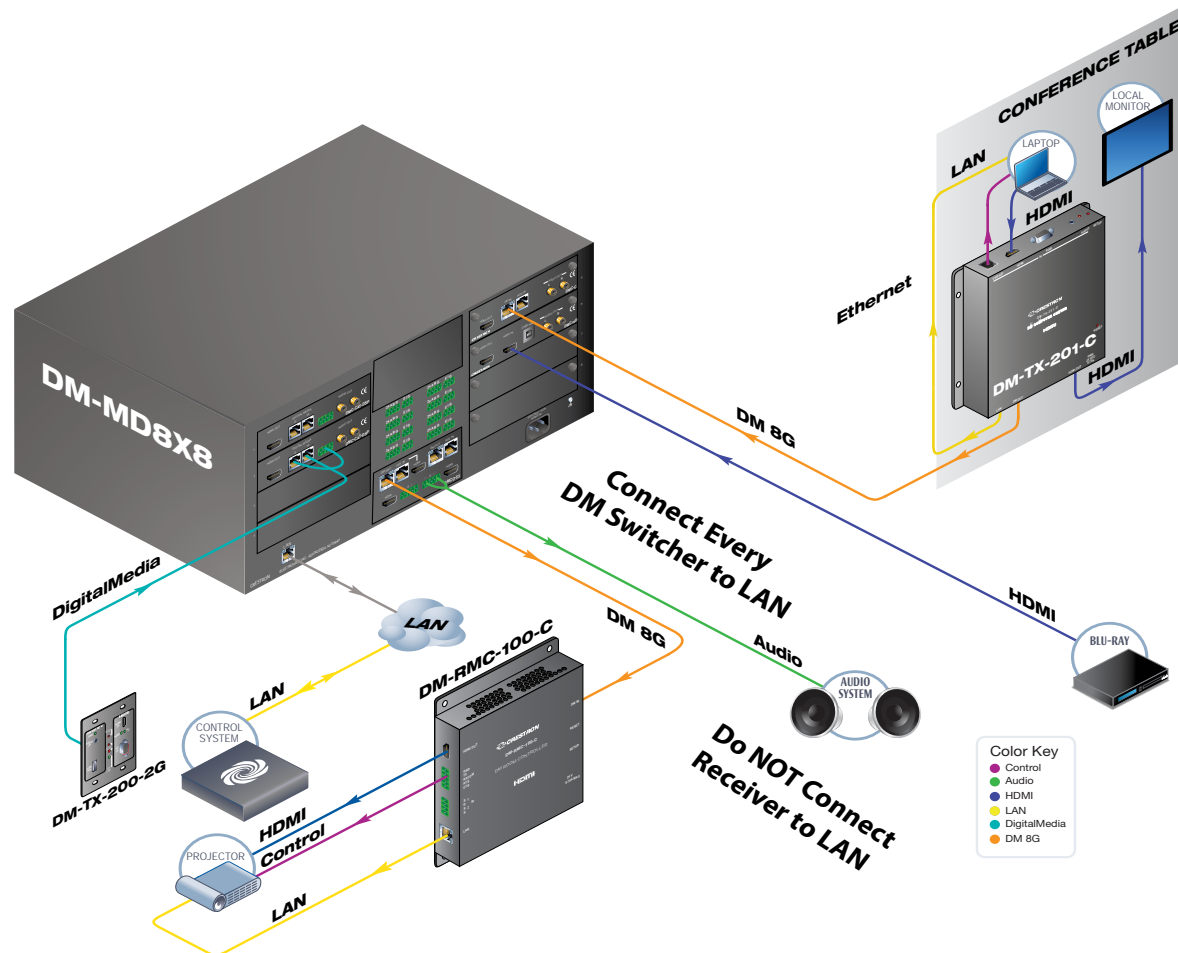 CONFERENCE TABLE
LOCAL
MONITOR
LAPTOP
LAN
HDMI
Ethernet
DM-TX-201-C
HDMI
DM 8G
DM-MD8X8
Connect Every
DM Switcher to LAN
DigitalMedia
LAN
DM 8G
HDMI
BLU-RAY
Audio
AUDIO
SYSTEM
DM-RMC-100-C
LAN
CONTROL
SYSTEM
DM-TX-200-2G
CRESTRON
HDMI
LAN
Do NOT Connect
Receiver to LAN
HDMI
Control
PROJECTOR
LAN
Color Key
Control
Audio
HDMI
LAN
DigitalMedia
DM 8G